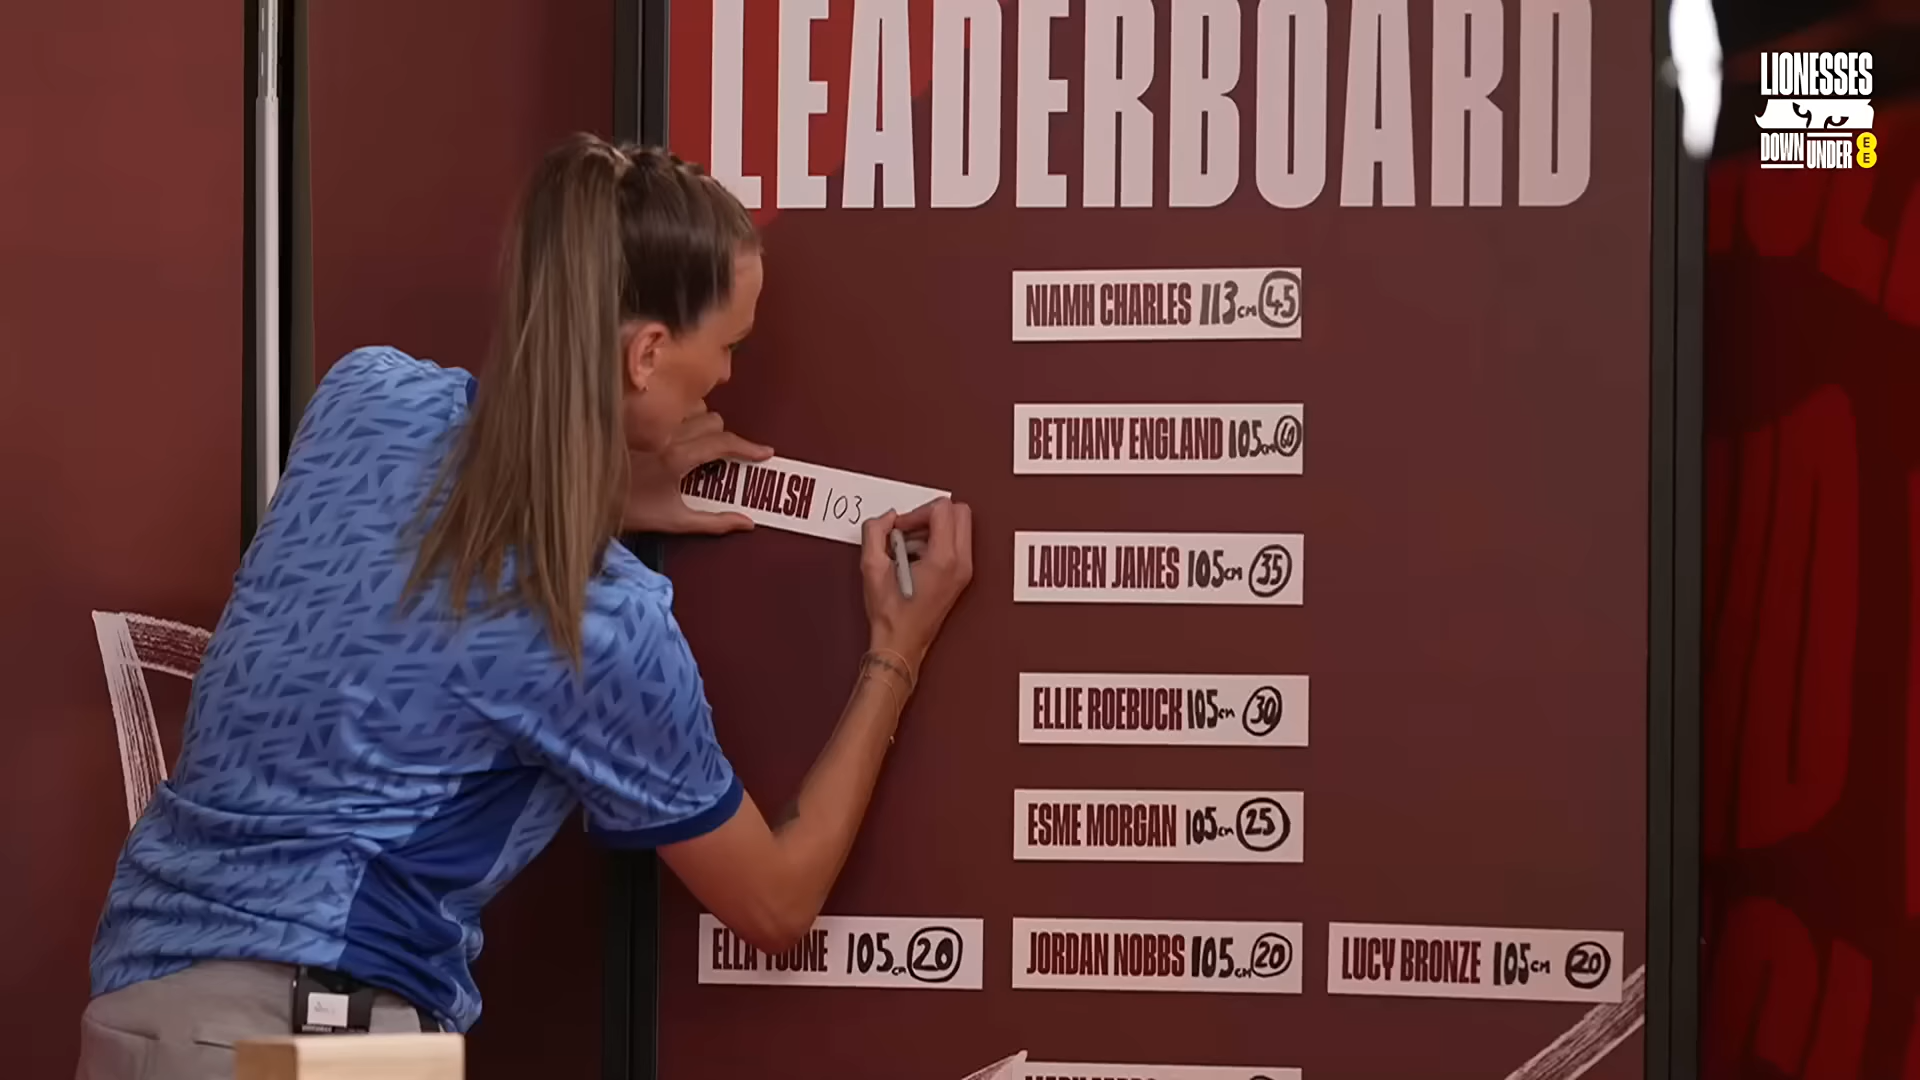 LEADERBOARD
LIONESSES
DOWN UNDER
EE
NIAMH CHARLES 113cm 45
BETHANY ENGLAND 105cm 60
WALSH 103
LAUREN JAMES 105cm 35
ELLIE ROEBUCK 105cm 30
ESME MORGAN 105cm 25
ELLA 105cm 20
JORDAN NOBBS 105cm 20
LUCY BRONZE 105cm 20